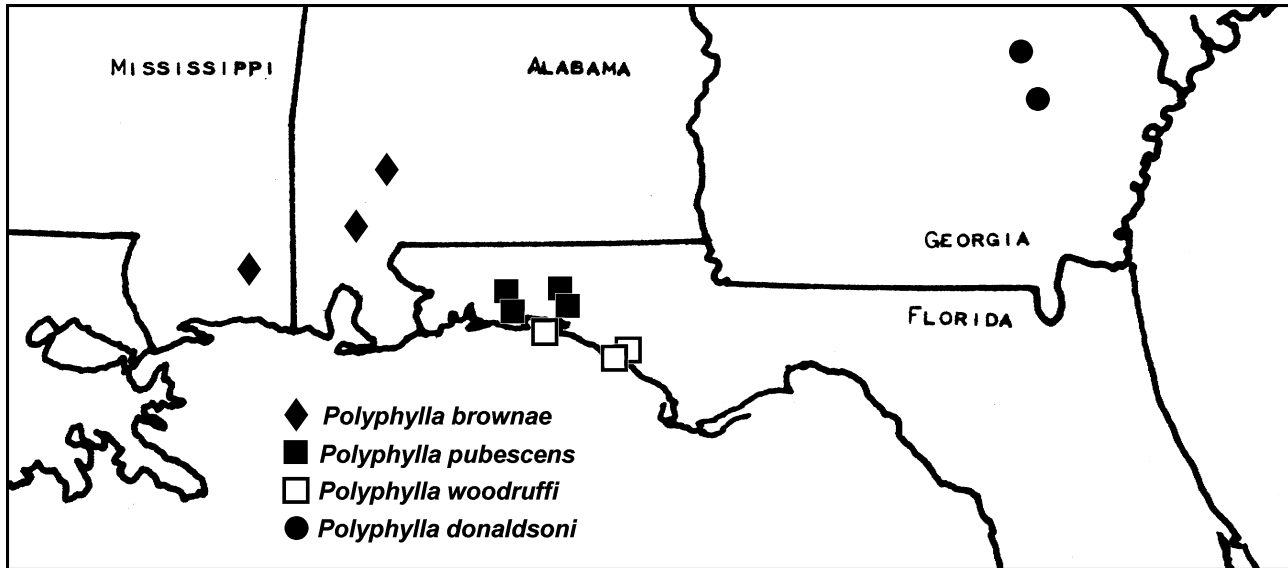 MISSISSIPPI
ALABAMA
GEORGIA
FLORIDA
Polyphylla brownae
Polyphylla pubescens
Polyphylla woodruffi
Polyphylla donaldsoni